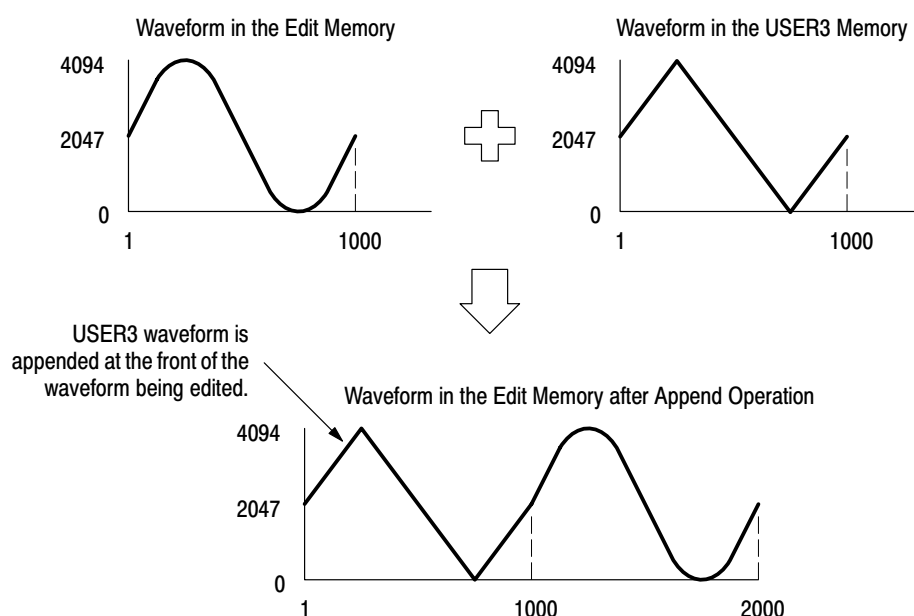 Waveform in the Edit Memory
4094
2047
0
1
1000
Waveform in the USER3 Memory
4094
2047
0
1
1000
USER3 waveform is
appended at the front of the
waveform being edited.
Waveform in the Edit Memory after Append Operation
4094
2047
0
1
1000
2000